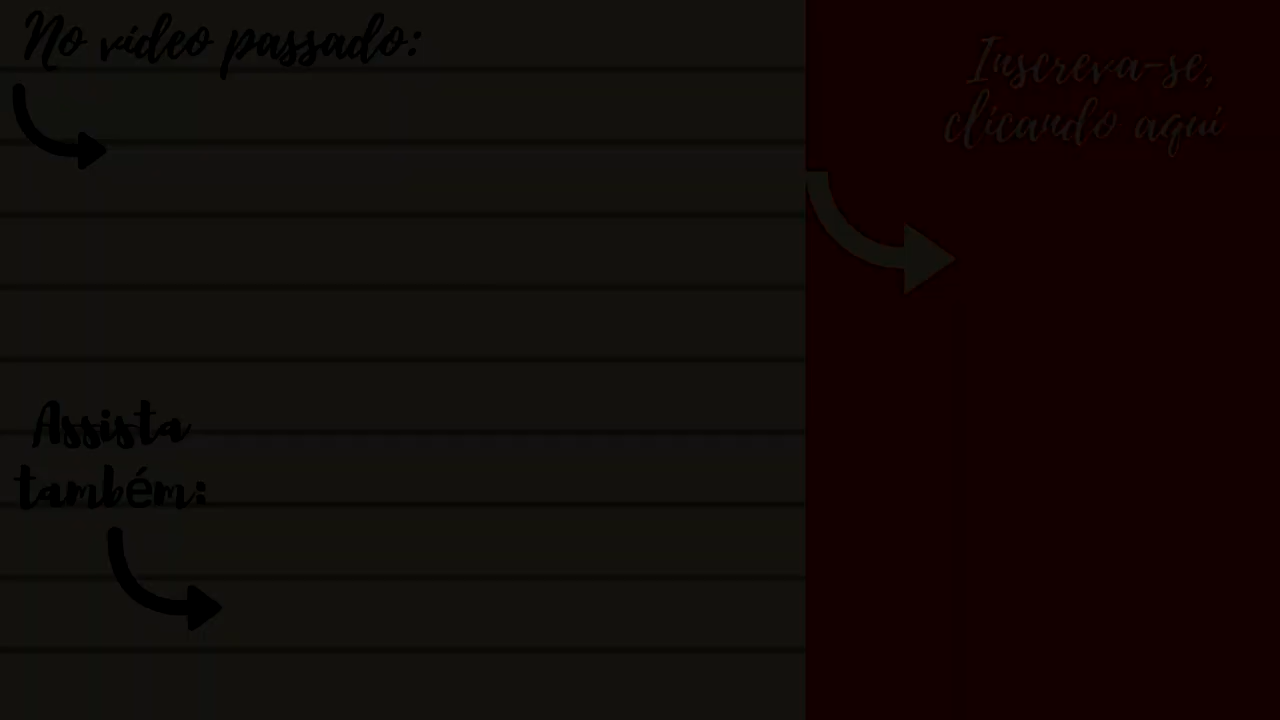 No vídeo passado:
Inscreva-se,
clicando aqui
Assista
também: